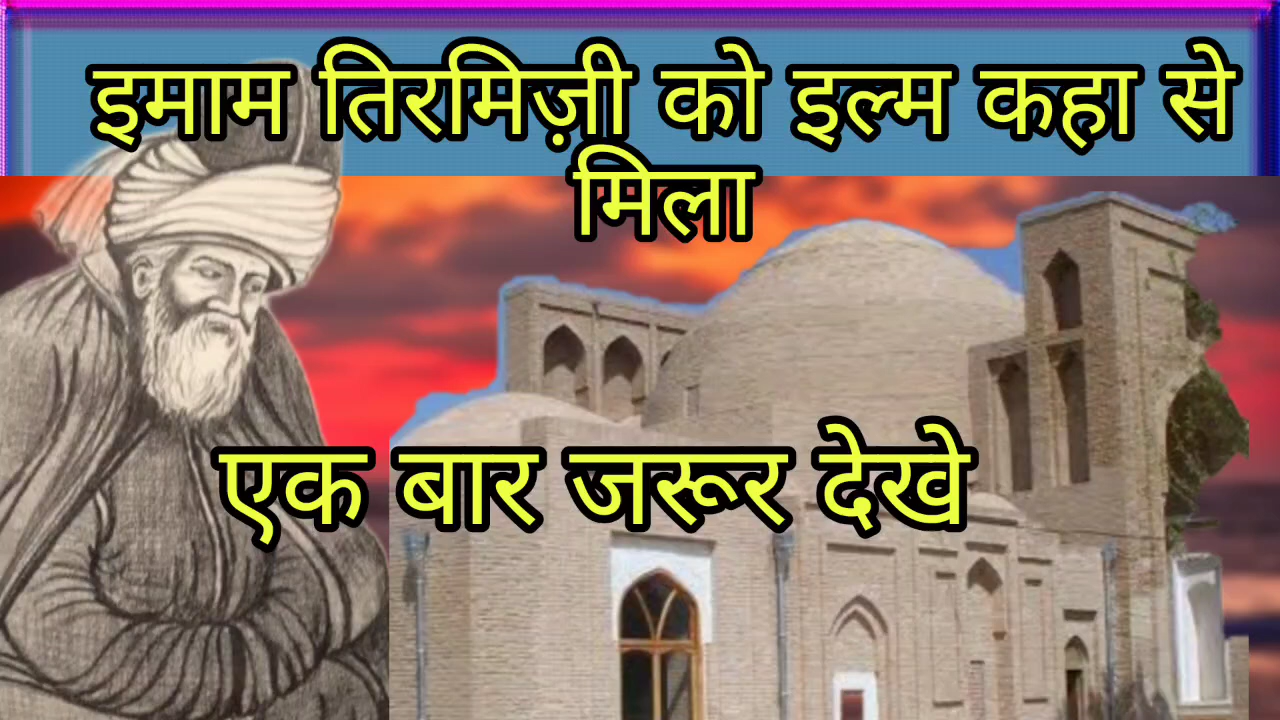 इमाम तिरमिज़ी को इल्म कहा से
मिला
एक बार जरूर देखे